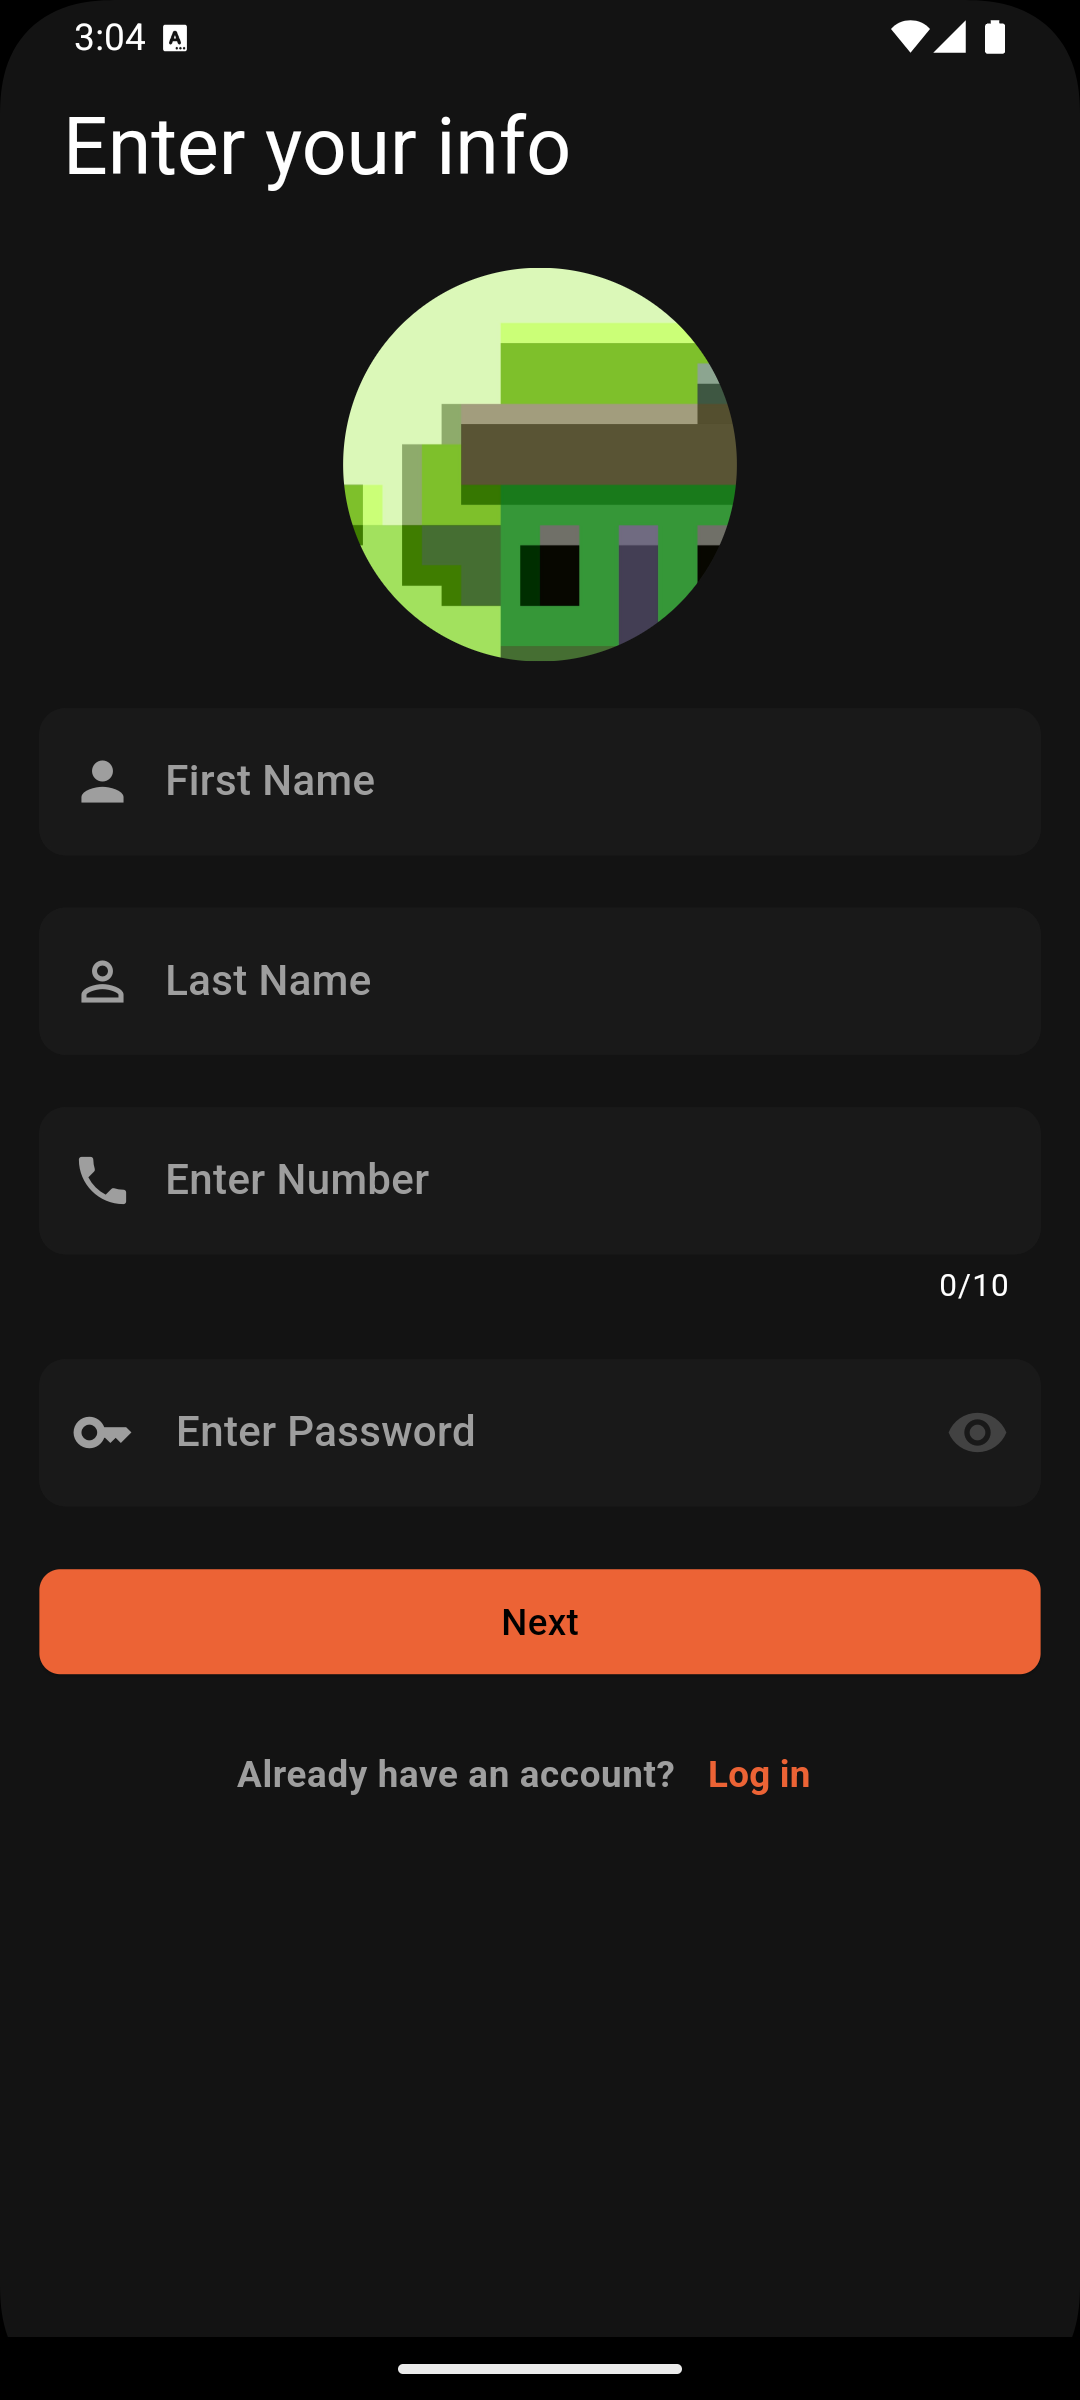 3:04
Enter your info
First Name
Last Name
Enter Number
0/10
Enter Password
Next
Already have an account? Log in